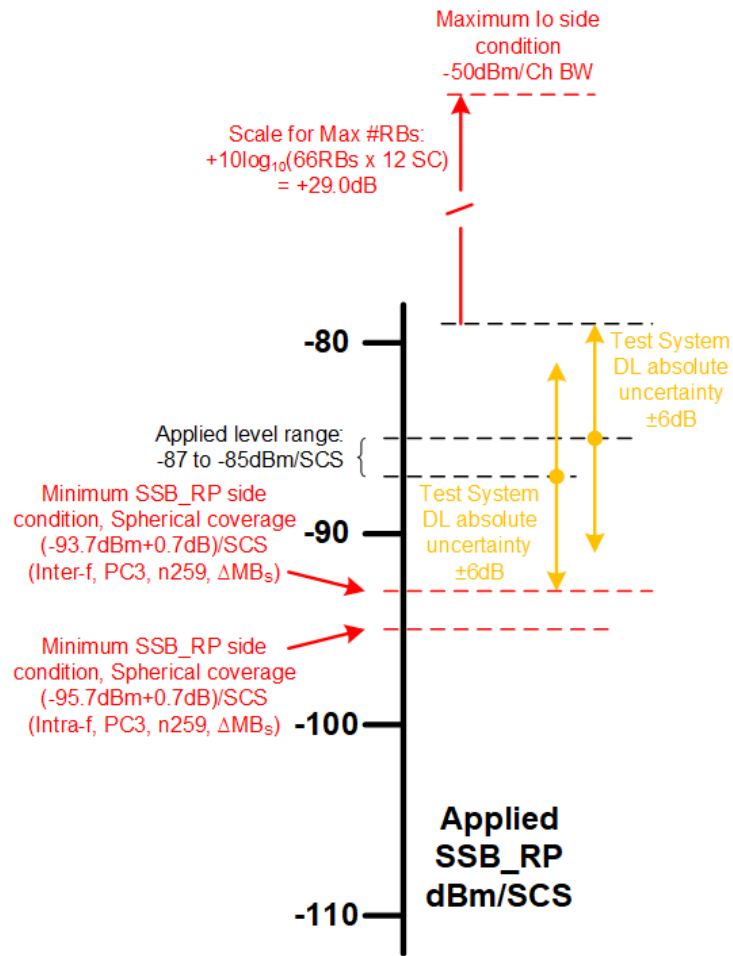 Maximum Io side
condition
-50dBm/Ch BW
Scale for Max #RBs:
+10log₁₀(66RBs x 12 SC)
= +29.0dB
-80
Test System
DL absolute
uncertainty
±6dB
Applied level range:
-87 to -85dBm/SCS
Minimum SSB_RP side
condition, Spherical coverage
(-93.7dBm+0.7dB)/SCS
(Inter-f, PC3, n259, ΔMBₛ)
Test System
DL absolute
uncertainty
±6dB
-90
Minimum SSB_RP side
condition, Spherical coverage
(-95.7dBm+0.7dB)/SCS
(Intra-f, PC3, n259, ΔMBₛ)
-100
Applied
SSB_RP
dBm/SCS
-110